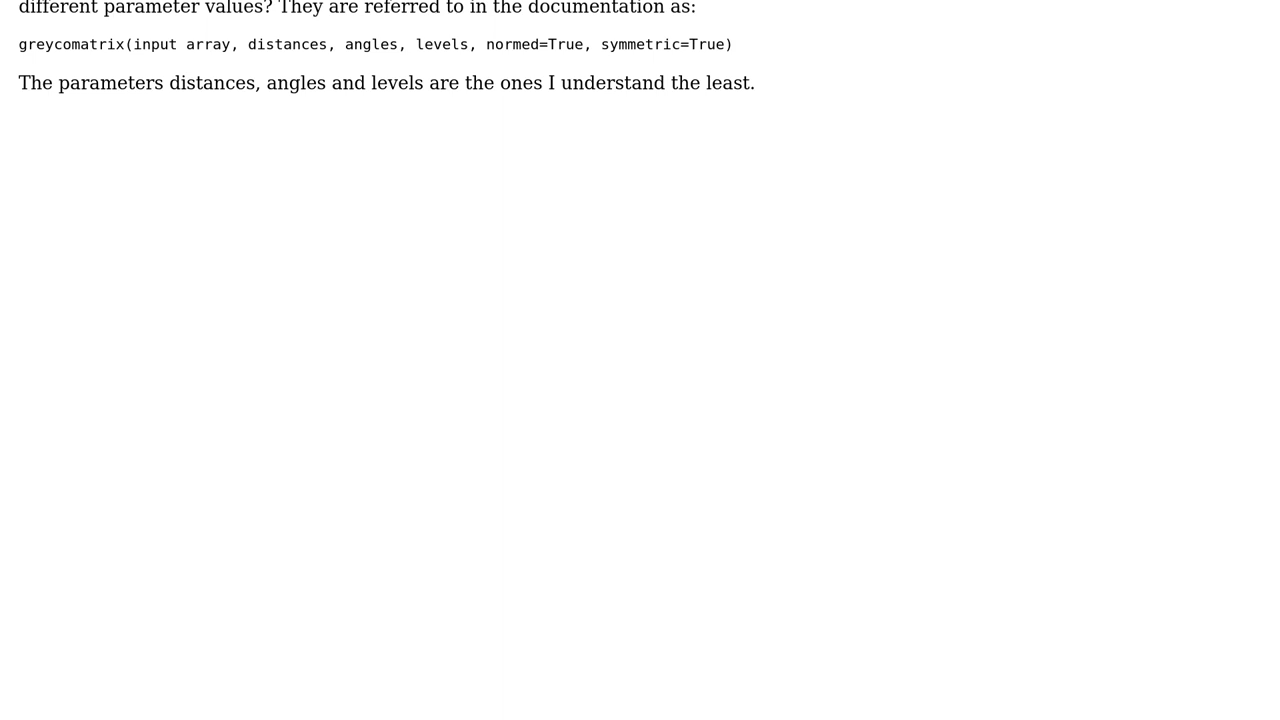 different parameter values? They are referred to in the documentation as:
greycomatrix(input array, distances, angles, levels, normed=True, symmetric=True)
The parameters distances, angles and levels are the ones I understand the least.